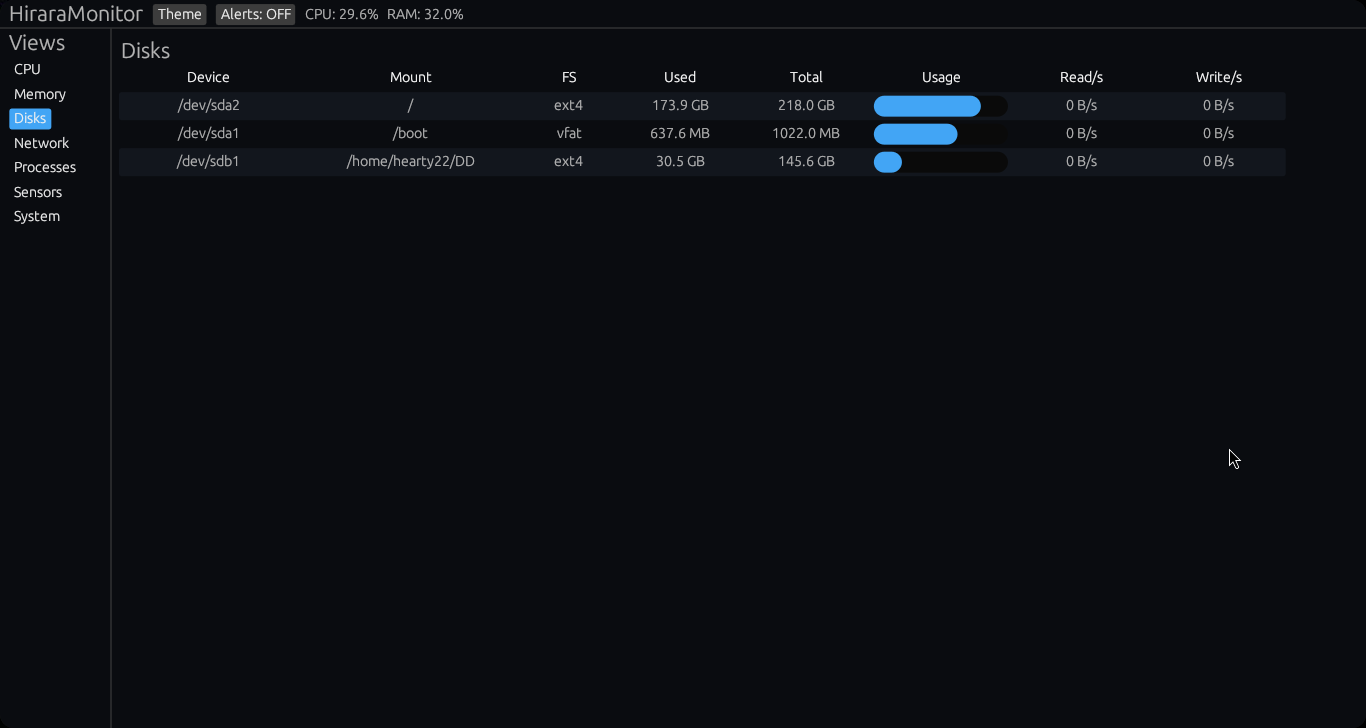 HiraraMonitor Theme Alerts: OFF CPU: 29.6% RAM: 32.0%
Views
CPU
Memory
Disks
Network
Processes
Sensors
System
Disks
Device Mount FS Used Total Usage Read/s Write/s
/dev/sda2 / ext4 173.9 GB 218.0 GB 0 B/s 0 B/s
/dev/sda1 /boot vfat 637.6 MB 1022.0 MB 0 B/s 0 B/s
/dev/sdb1 /home/hearty22/DD ext4 30.5 GB 145.6 GB 0 B/s 0 B/s